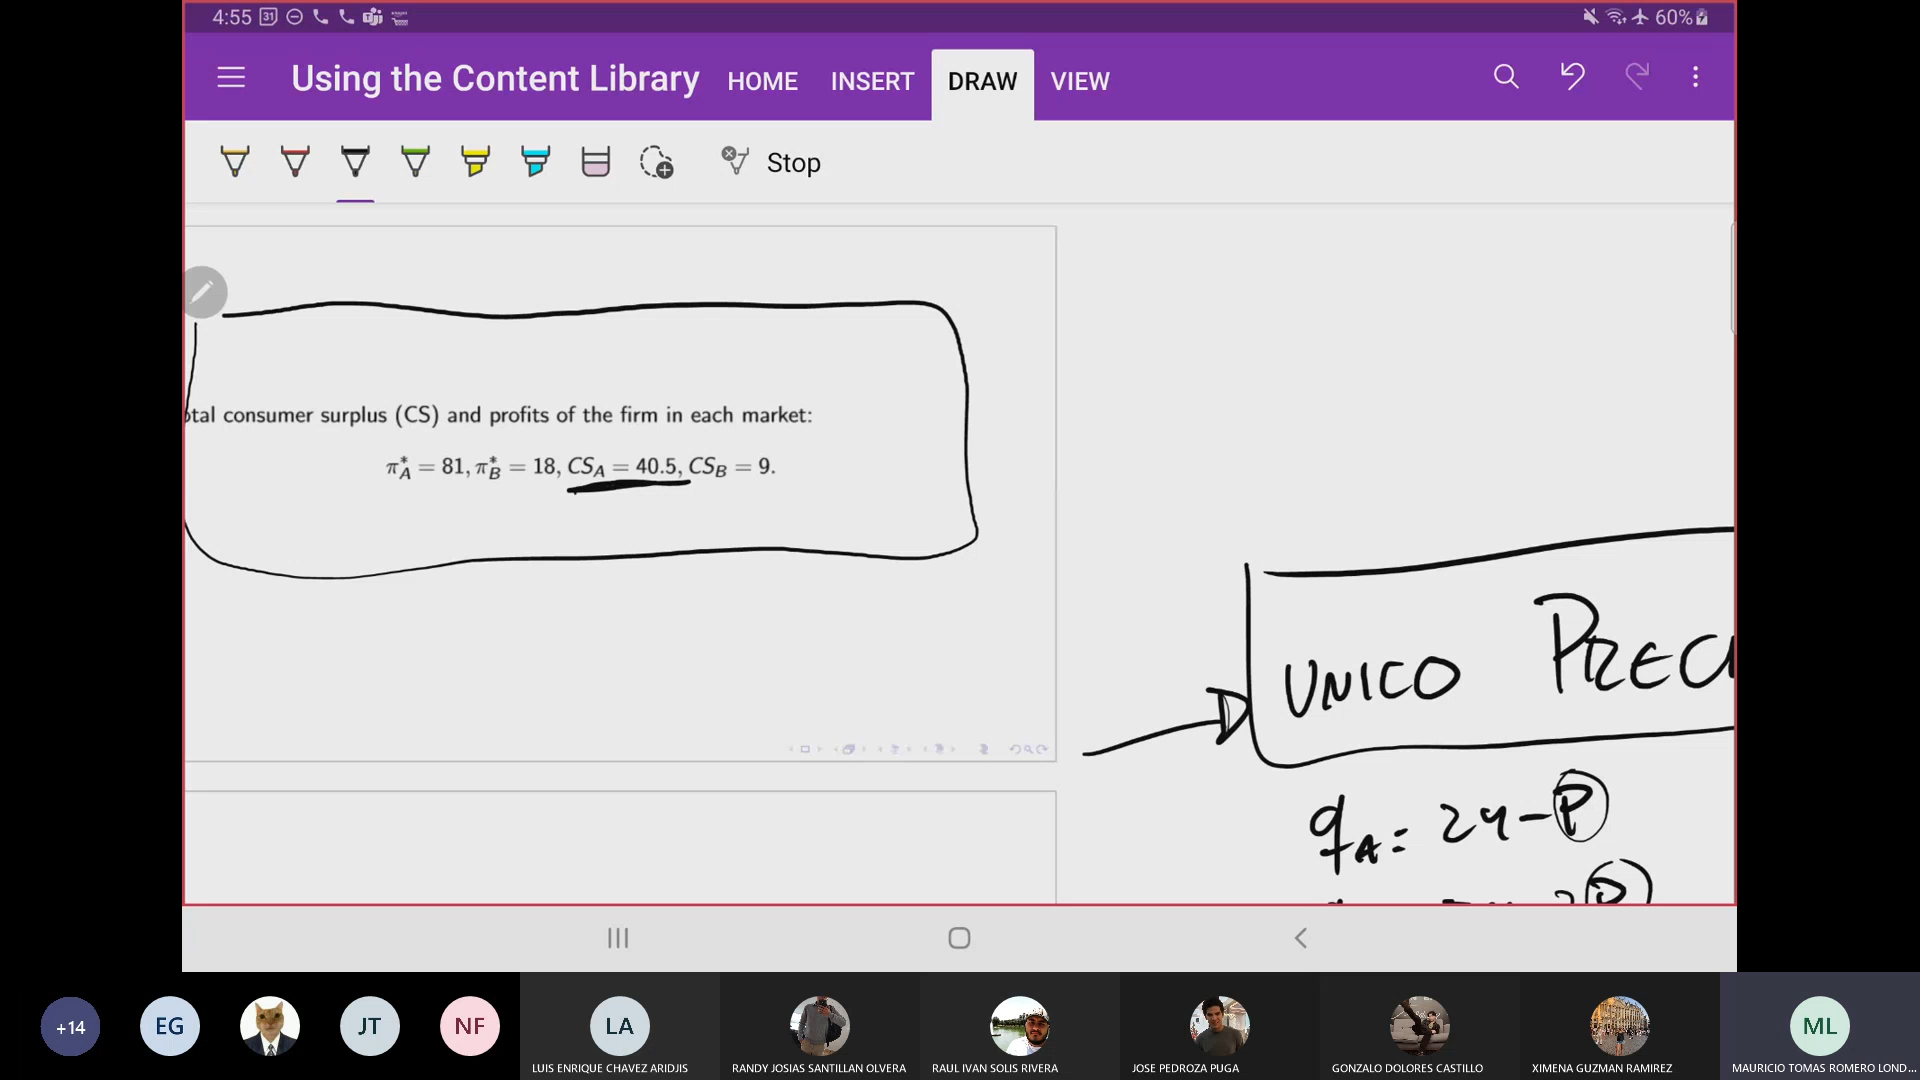 4:55 31 60%
Using the Content Library HOME INSERT DRAW VIEW
Stop
otal consumer surplus (CS) and profits of the firm in each market:
π*A = 81, π*B = 18, CSA = 40.5, CSB = 9.
UNICO PREC
qA = 24-P
+14 EG JT NF LA ML
LUIS ENRIQUE CHAVEZ ARIDJIS
RANDY JOSIAS SANTILLAN OLVERA
RAUL IVAN SOLIS RIVERA
JOSE PEDROZA PUGA
GONZALO DOLORES CASTILLO
XIMENA GUZMAN RAMIREZ
MAURICIO TOMAS ROMERO LOND...